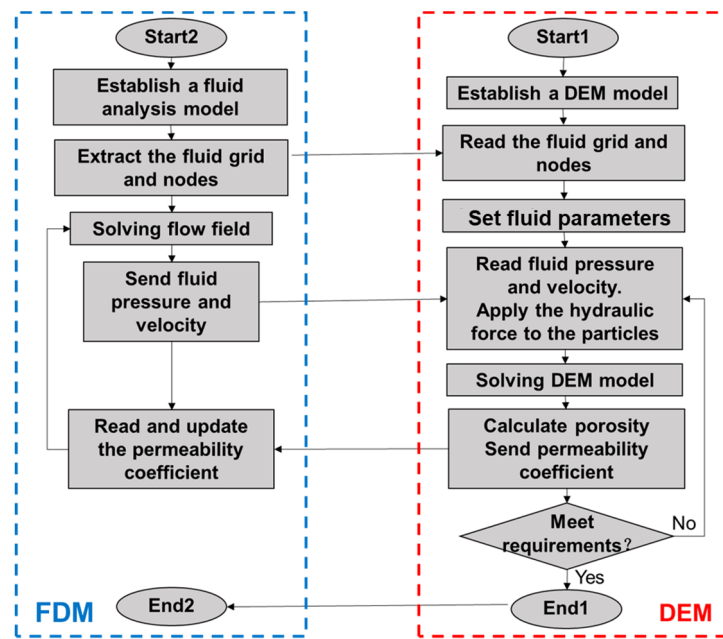 Start2
Establish a fluid
analysis model
Extract the fluid grid
and nodes
Solving flow field
Send fluid
pressure and
velocity
Read and update
the permeability
coefficient
End2
FDM
Start1
Establish a DEM model
Read the fluid grid and
nodes
Set fluid parameters
Read fluid pressure
and velocity.
Apply the hydraulic
force to the particles
Solving DEM model
Calculate porosity
Send permeability
coefficient
Meet
requirements?
No
Yes
End1
DEM